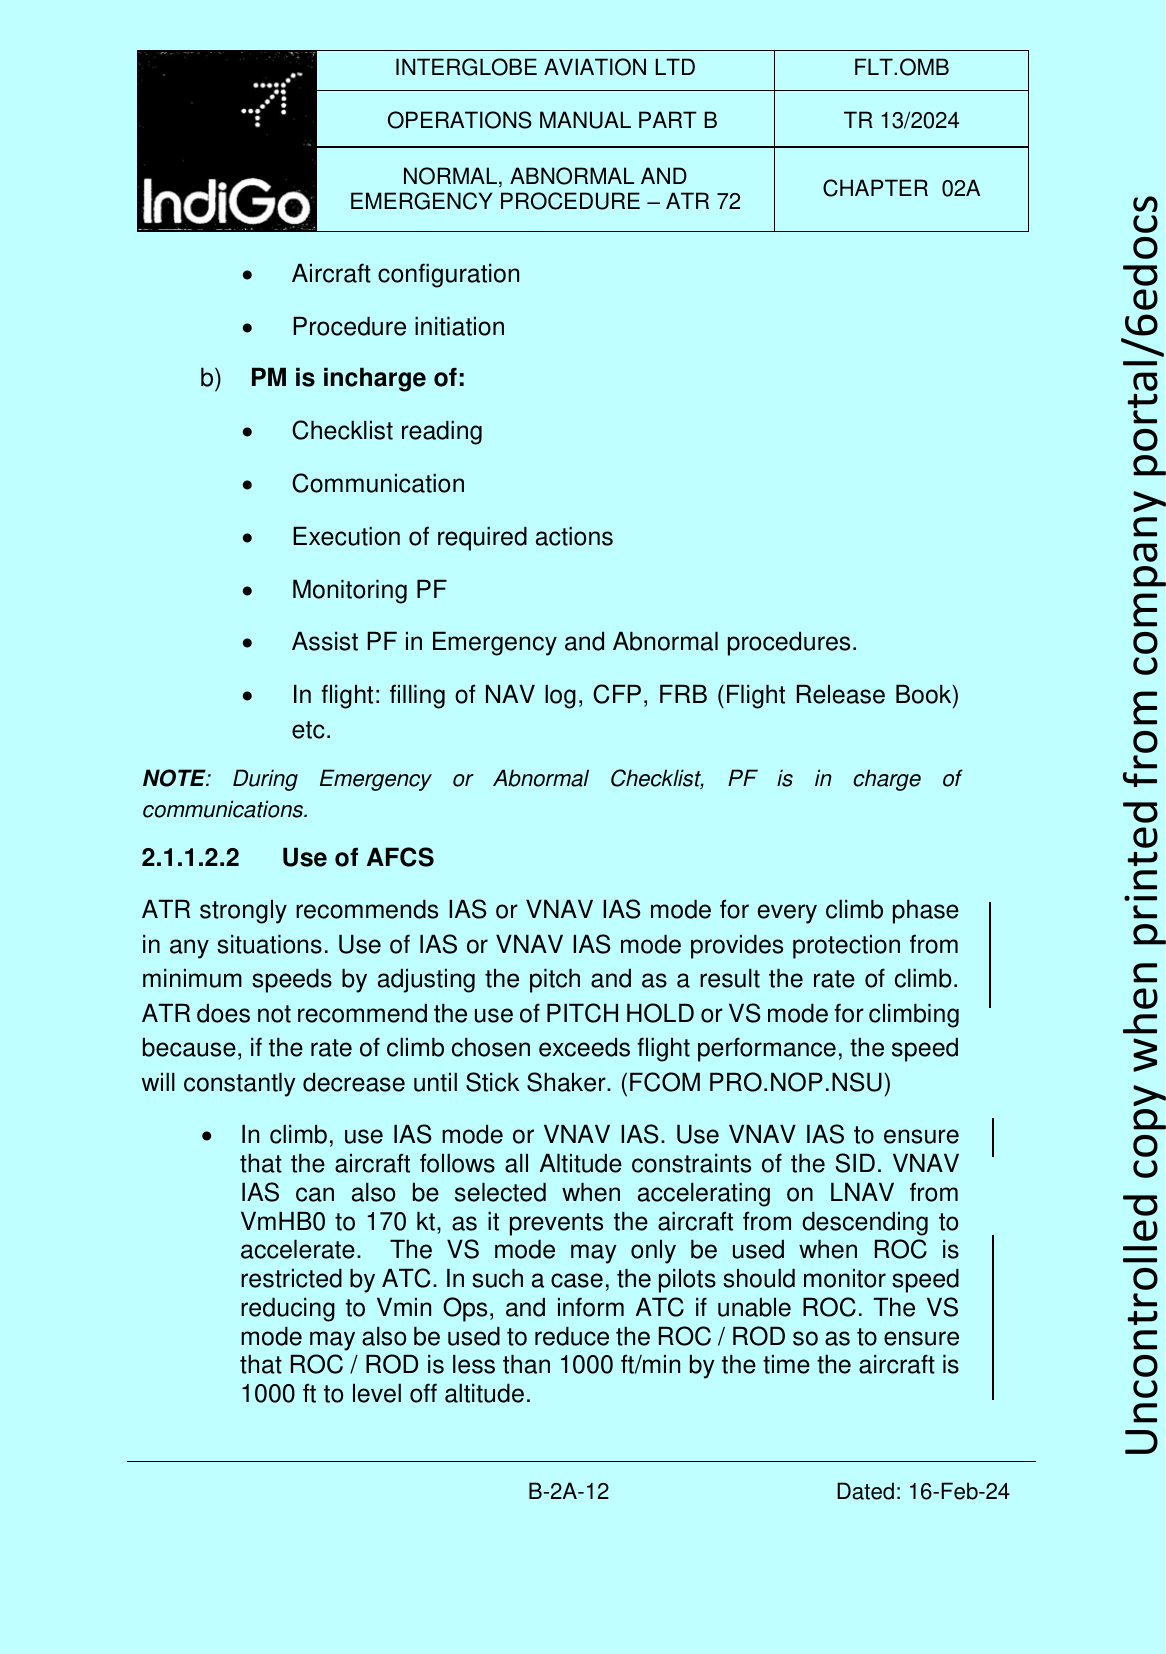 IndiGo
INTERGLOBE AVIATION LTD
FLT.OMB
OPERATIONS MANUAL PART B
TR 13/2024
NORMAL, ABNORMAL AND
EMERGENCY PROCEDURE – ATR 72
CHAPTER 02A
• Aircraft configuration
• Procedure initiation
b) PM is incharge of:
• Checklist reading
• Communication
• Execution of required actions
• Monitoring PF
• Assist PF in Emergency and Abnormal procedures.
• In flight: filling of NAV log, CFP, FRB (Flight Release Book)
etc.
NOTE: During Emergency or Abnormal Checklist, PF is in charge of
communications.
2.1.1.2.2 Use of AFCS
ATR strongly recommends IAS or VNAV IAS mode for every climb phase
in any situations. Use of IAS or VNAV IAS mode provides protection from
minimum speeds by adjusting the pitch and as a result the rate of climb.
ATR does not recommend the use of PITCH HOLD or VS mode for climbing
because, if the rate of climb chosen exceeds flight performance, the speed
will constantly decrease until Stick Shaker. (FCOM PRO.NOP.NSU)
• In climb, use IAS mode or VNAV IAS. Use VNAV IAS to ensure
that the aircraft follows all Altitude constraints of the SID. VNAV
IAS can also be selected when accelerating on LNAV from
VmHB0 to 170 kt, as it prevents the aircraft from descending to
accelerate. The VS mode may only be used when ROC is
restricted by ATC. In such a case, the pilots should monitor speed
reducing to Vmin Ops, and inform ATC if unable ROC. The VS
mode may also be used to reduce the ROC / ROD so as to ensure
that ROC / ROD is less than 1000 ft/min by the time the aircraft is
1000 ft to level off altitude.
B-2A-12
Dated: 16-Feb-24
Uncontrolled copy when printed from company portal/6edocs